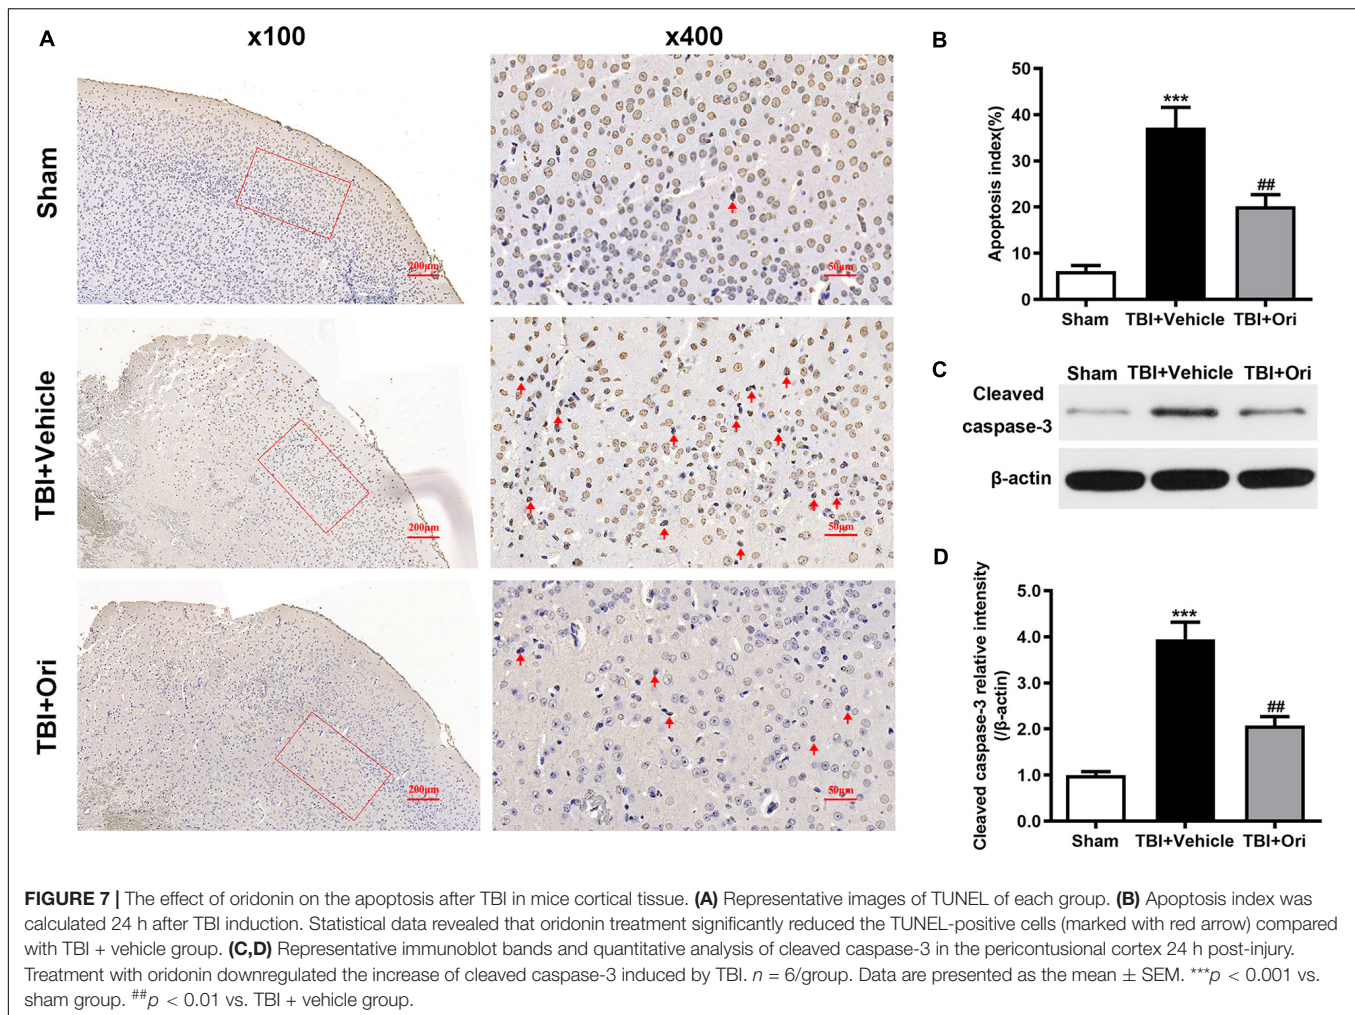 A
x100
x400
Sham
200μm
50μm
TBI+Vehicle
200μm
50μm
TBI+Ori
200μm
50μm
B
Apoptosis index(%)
50
40
30
20
10
0
***
##
Sham TBI+Vehicle TBI+Ori
C
Sham TBI+Vehicle TBI+Ori
Cleaved
caspase-3
β-actin
D
Cleaved caspase-3 relative intensity
(/β-actin)
5.0
4.0
3.0
2.0
1.0
0.0
***
##
Sham TBI+Vehicle TBI+Ori
FIGURE 7 | The effect of oridonin on the apoptosis after TBI in mice cortical tissue. (A) Representative images of TUNEL of each group. (B) Apoptosis index was
calculated 24 h after TBI induction. Statistical data revealed that oridonin treatment significantly reduced the TUNEL-positive cells (marked with red arrow) compared
with TBI + vehicle group. (C,D) Representative immunoblot bands and quantitative analysis of cleaved caspase-3 in the pericontusional cortex 24 h post-injury.
Treatment with oridonin downregulated the increase of cleaved caspase-3 induced by TBI. n = 6/group. Data are presented as the mean ± SEM. ***p < 0.001 vs.
sham group. ##p < 0.01 vs. TBI + vehicle group.